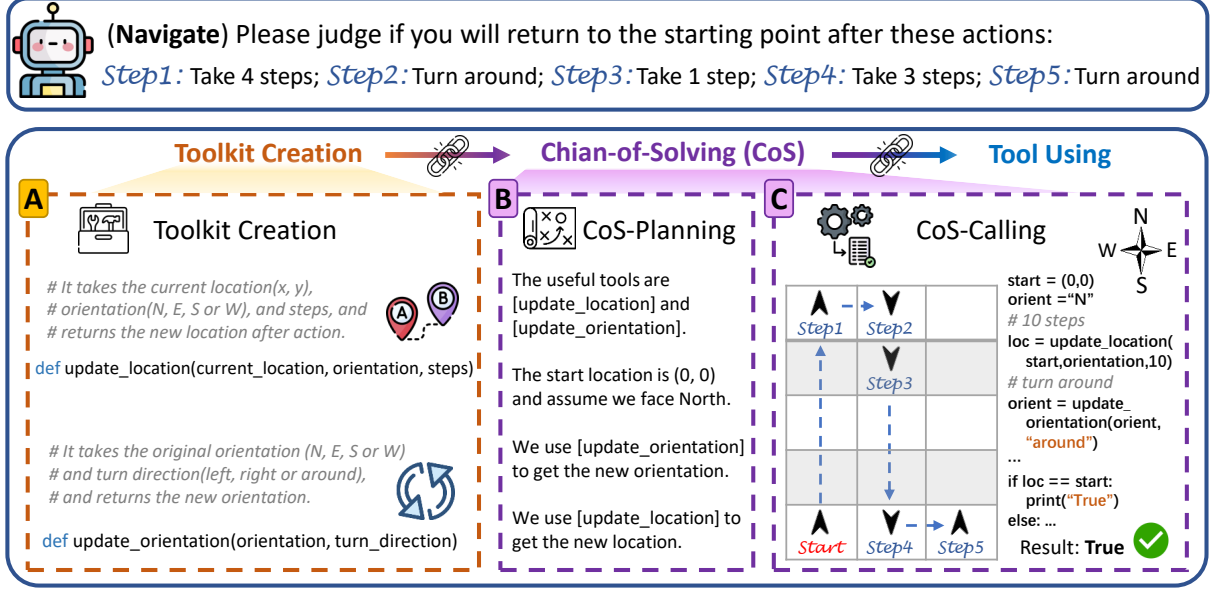 (Navigate) Please judge if you will return to the starting point after these actions:
Step1: Take 4 steps; Step2: Turn around; Step3: Take 1 step; Step4: Take 3 steps; Step5: Turn around
Toolkit Creation
Chian-of-Solving (CoS)
Tool Using
A
Toolkit Creation
# It takes the current location(x, y),
# orientation(N, E, S or W), and steps, and
# returns the new location after action.
A
B
def update_location(current_location, orientation, steps)
# It takes the original orientation (N, E, S or W)
# and turn direction(left, right or around),
# and returns the new orientation.
def update_orientation(orientation, turn_direction)
B
CoS-Planning
The useful tools are
[update_location] and
[update_orientation].
The start location is (0, 0)
and assume we face North.
We use [update_orientation]
to get the new orientation.
We use [update_location] to
get the new location.
C
CoS-Calling
N
W
E
S
Step1
Step2
Step3
Start
Step4
Step5
start = (0,0)
orient ="N"
# 10 steps
loc = update_location(
start,orientation,10)
# turn around
orient = update_
orientation(orient,
"around")
...
if loc == start:
print("True")
else: ...
Result: True